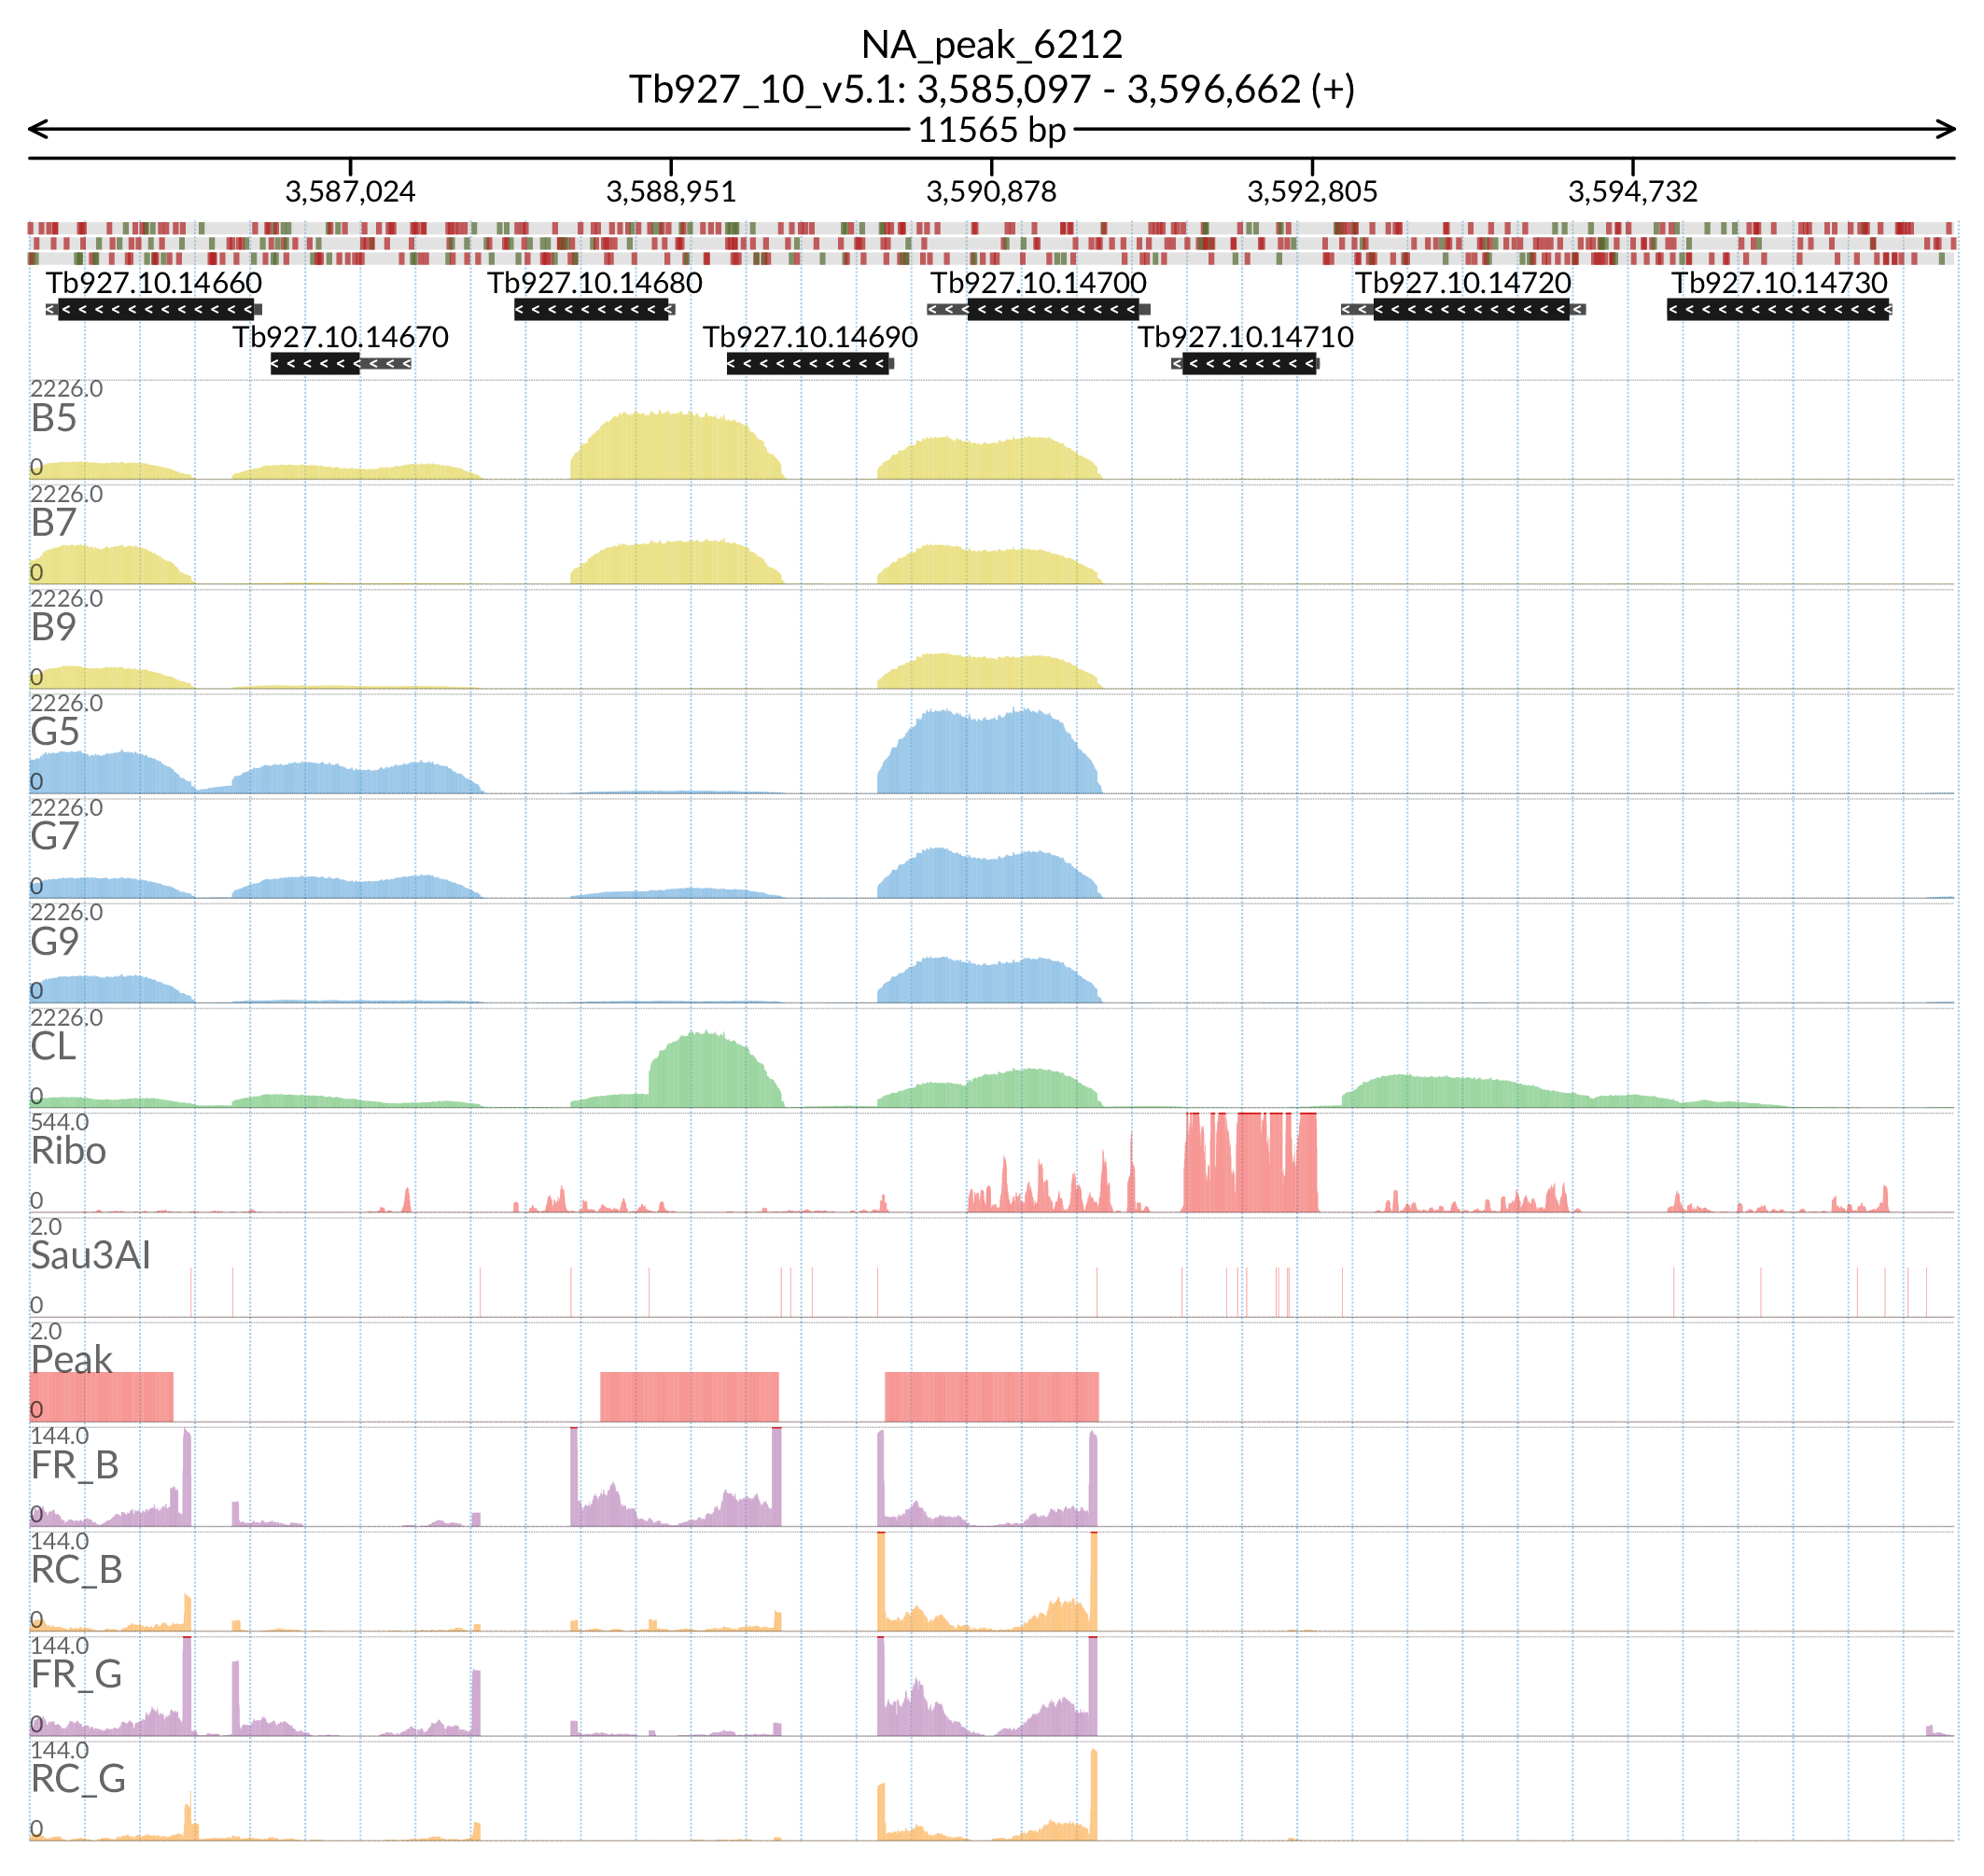 NA_peak_6212
Tb927_10_v5.1: 3,585,097 - 3,596,662 (+)
11565 bp
3,587,024 3,588,951 3,590,878 3,592,805 3,594,732
Tb927.10.14660 Tb927.10.14680 Tb927.10.14700 Tb927.10.14720 Tb927.10.14730
Tb927.10.14670 Tb927.10.14690 Tb927.10.14710
2226.0
B5
0
2226.0
B7
0
2226.0
B9
0
2226.0
G5
0
2226.0
G7
0
2226.0
G9
0
2226.0
CL
0
544.0
Ribo
0
2.0
Sau3AI
0
2.0
Peak
0
144.0
FR_B
0
144.0
RC_B
0
144.0
FR_G
0
144.0
RC_G
0